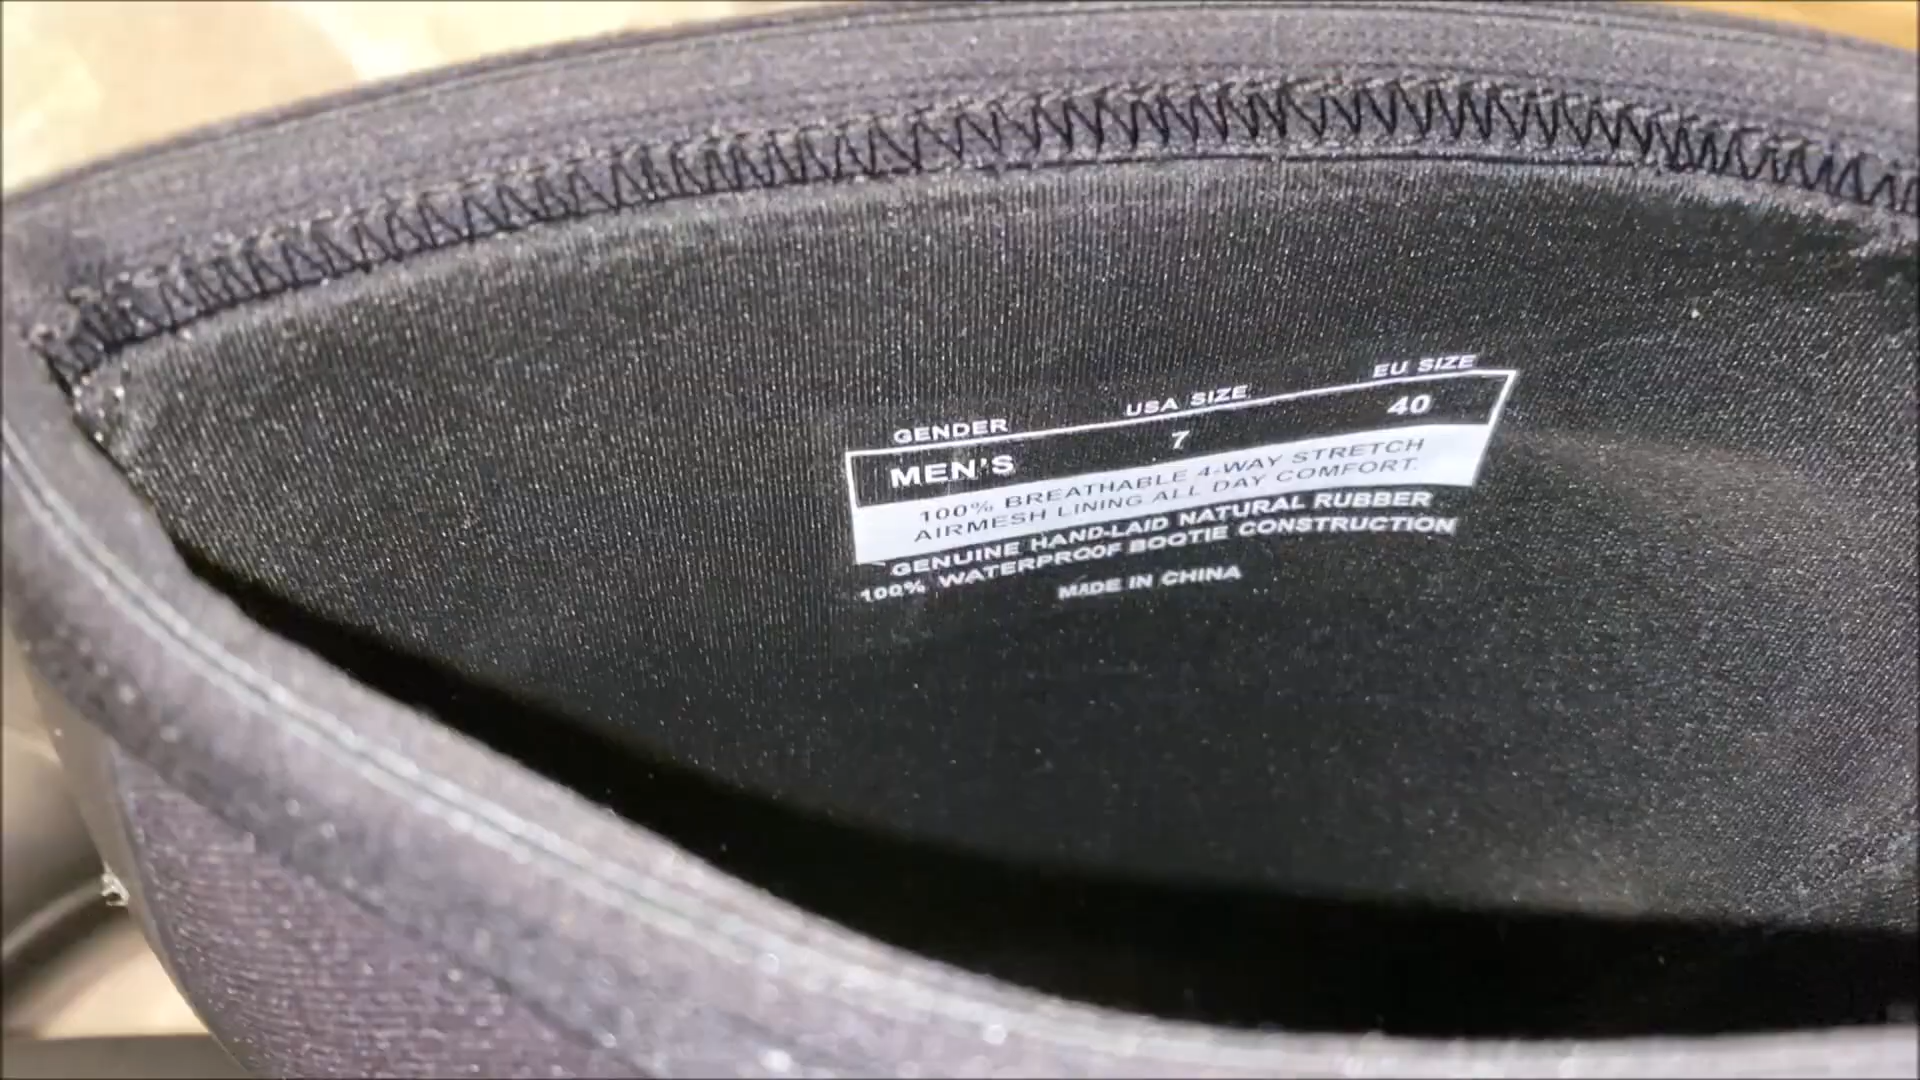 GENDER USA SIZE EU SIZE
MEN'S 7 40
100% BREATHABLE 4-WAY STRETCH
AIRMESH LINING ALL DAY COMFORT.
GENUINE HAND-LAID NATURAL RUBBER
100% WATERPROOF BOOTIE CONSTRUCTION
MADE IN CHINA